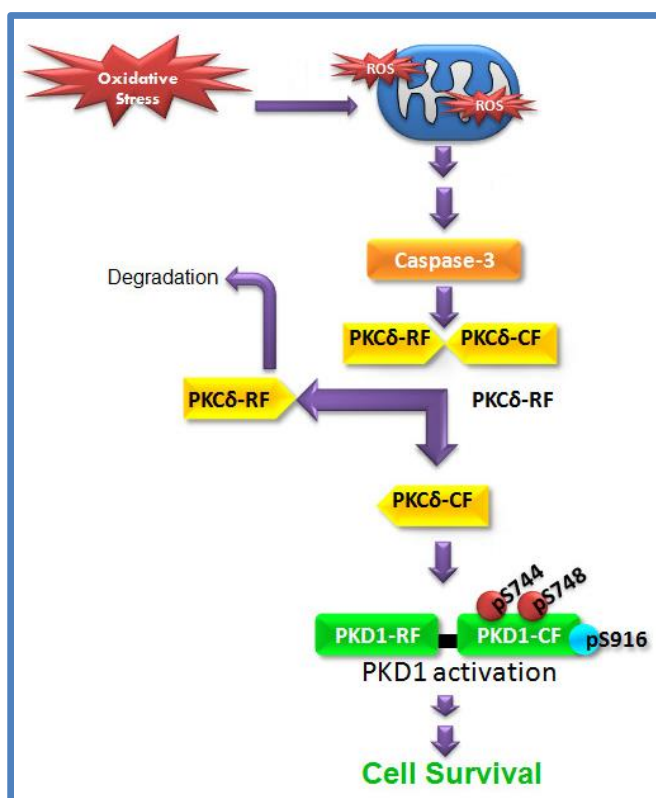 Oxidative
Stress
ROS
ROS
Caspase-3
Degradation
PKCδ-RF
PKCδ-CF
PKCδ-RF
PKCδ-RF
PKCδ-CF
pS744
pS748
PKD1-RF
PKD1-CF
pS916
PKD1 activation
Cell Survival